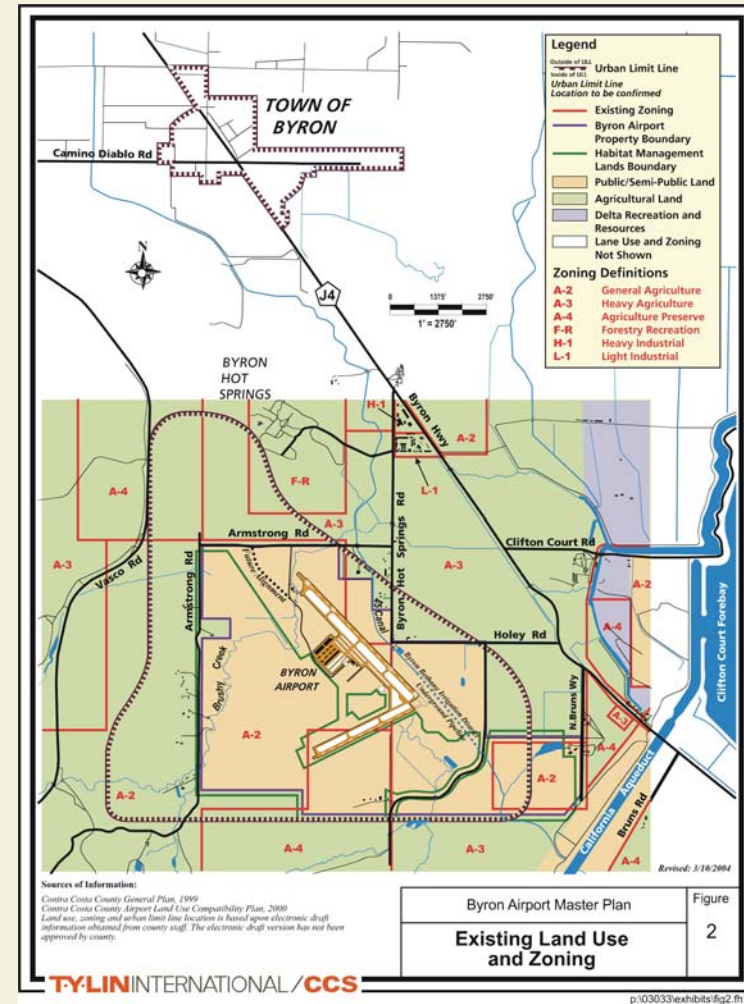 Legend
Outside of ULL
Inside of ULL
Urban Limit Line
Urban Limit Line
Location to be confirmed
Existing Zoning
Byron Airport
Property Boundary
Habitat Management
Lands Boundary
Public/Semi-Public Land
Agricultural Land
Delta Recreation and
Resources
Lane Use and Zoning
Not Shown
Zoning Definitions
A-2 General Agriculture
A-3 Heavy Agriculture
A-4 Agriculture Preserve
F-R Forestry Recreation
H-1 Heavy Industrial
L-1 Light Industrial
TOWN OF
BYRON
Camino Diablo Rd
N
J4
0 1375' 2750'
1' = 2750'
BYRON
HOT
SPRINGS
H-1
Byron Hwy
A-2
L-1
F-R
A-4
A-3
A-3
Vasco Rd
Armstrong Rd
Armstrong Rd
Future Alignment
Byron Hot Springs Rd
A-3
Clifton Court Rd
A-2
A-4
Clifton Court Forebay
45 Canal
Holey Rd
Brushy Creek
BYRON
AIRPORT
Byron Bethany Irrigation District
Underground Pipeline
N.Bruns Wy
A-3
A-4
A-2
A-2
A-2
A-4
A-3
California Aqueduct
Bruns Rd
A-4
Revised: 3/10/2004
Sources of Information:
Contra Costa County General Plan, 1999
Contra Costa County Airport Land Use Compatibility Plan, 2000
Land use, zoning and urban limit line location is based upon electronic draft
information obtained from county staff. The electronic draft version has not been
approved by county.
Byron Airport Master Plan
Figure
2
Existing Land Use
and Zoning
T·Y·LIN INTERNATIONAL / CCS
p:\03033\exhibits\fig2.fh